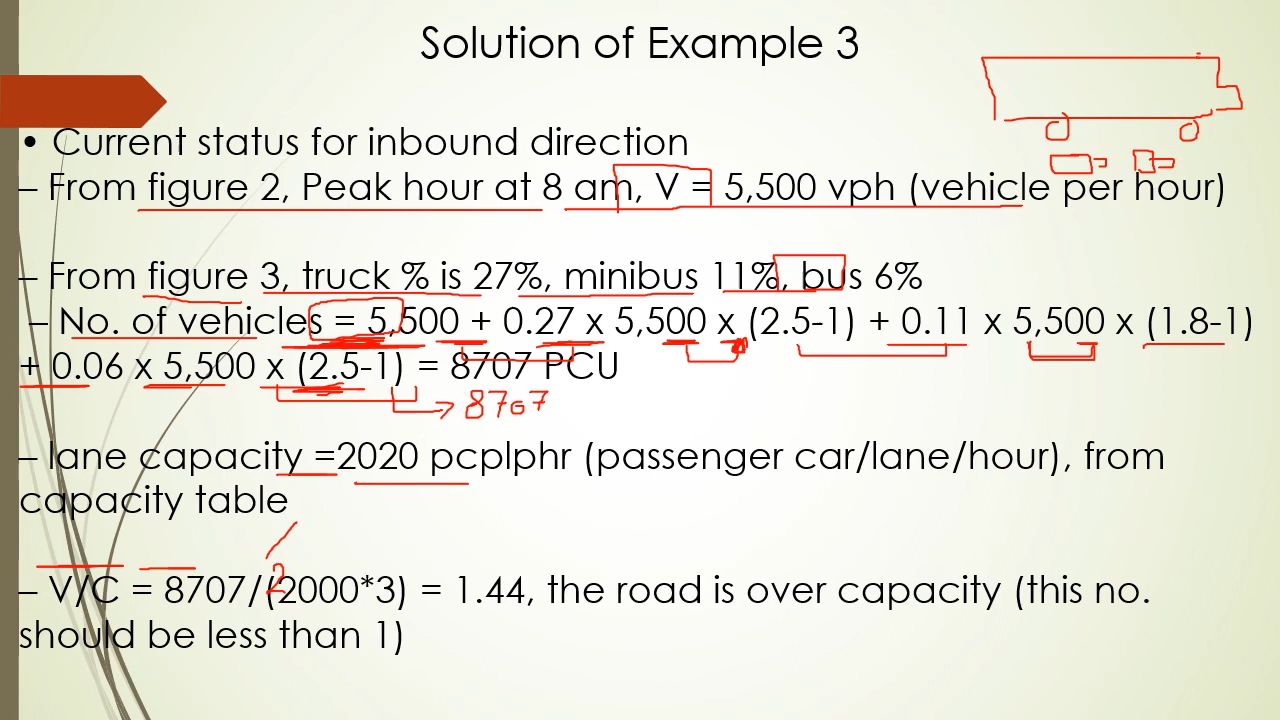 Solution of Example 3
• Current status for inbound direction
– From figure 2, Peak hour at 8 am, V = 5,500 vph (vehicle per hour)
– From figure 3, truck % is 27%, minibus 11%, bus 6%
– No. of vehicles = 5,500 + 0.27 x 5,500 x (2.5-1) + 0.11 x 5,500 x (1.8-1)
+ 0.06 x 5,500 x (2.5-1) = 8707 PCU
8707
– lane capacity =2020 pcplphr (passenger car/lane/hour), from
capacity table
2
– V/C = 8707/(2000*3) = 1.44, the road is over capacity (this no.
should be less than 1)